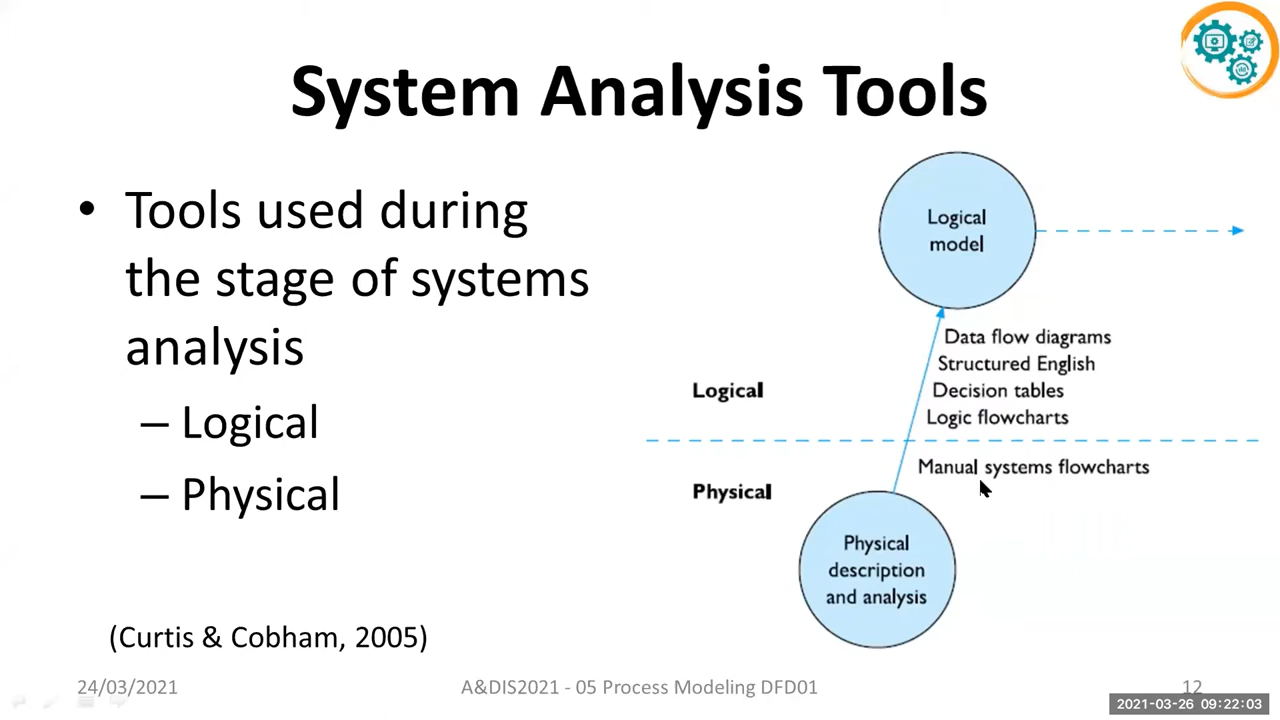 System Analysis Tools
• Tools used during
the stage of systems
analysis
– Logical
– Physical
(Curtis & Cobham, 2005)
Logical
model
Data flow diagrams
Structured English
Decision tables
Logic flowcharts
Logical
Manual systems flowcharts
Physical
Physical
description
and analysis
24/03/2021
A&DIS2021 - 05 Process Modeling DFD01
12
2021-03-26 09:22:03